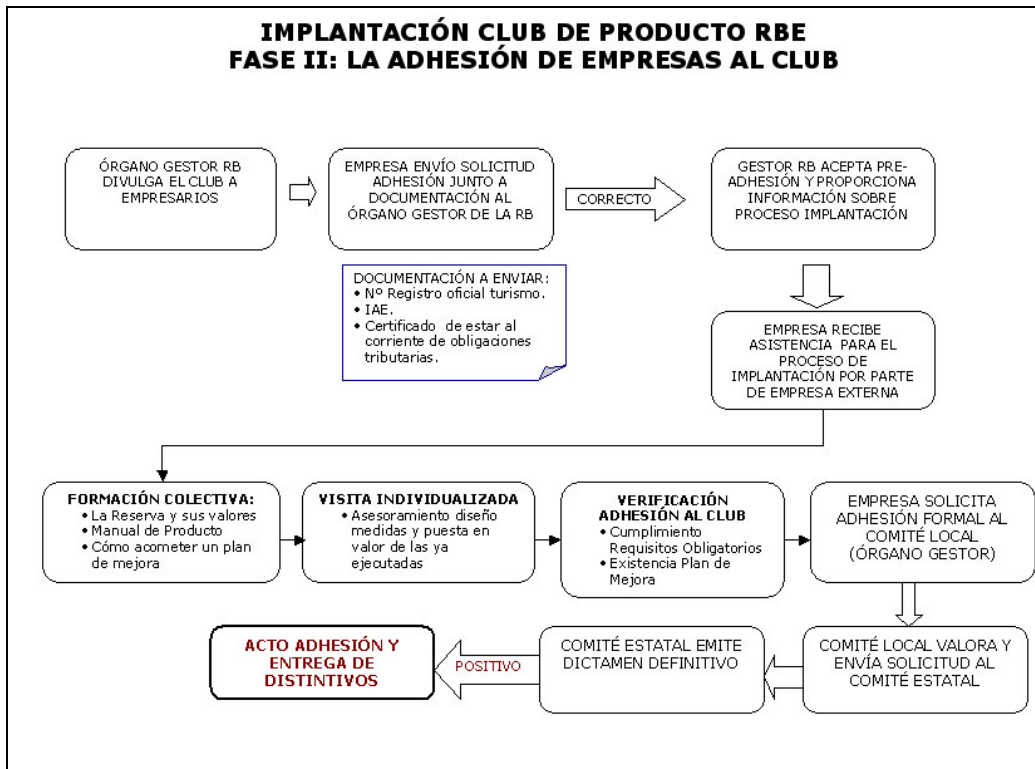 IMPLANTACIÓN CLUB DE PRODUCTO RBE
FASE II: LA ADHESIÓN DE EMPRESAS AL CLUB
ÓRGANO GESTOR RB
DIVULGA EL CLUB A
EMPRESARIOS
EMPRESA ENVÍO SOLICITUD
ADHESIÓN JUNTO A
DOCUMENTACIÓN AL
ÓRGANO GESTOR DE LA RB
CORRECTO
GESTOR RB ACEPTA PRE-
ADHESIÓN Y PROPORCIONA
INFORMACIÓN SOBRE
PROCESO IMPLANTACIÓN
DOCUMENTACIÓN A ENVIAR:
• Nº Registro oficial turismo.
• IAE.
• Certificado de estar al
corriente de obligaciones
tributarias.
EMPRESA RECIBE
ASISTENCIA PARA EL
PROCESO DE
IMPLANTACIÓN POR PARTE
DE EMPRESA EXTERNA
FORMACIÓN COLECTIVA:
• La Reserva y sus valores
• Manual de Producto
• Cómo acometer un plan
de mejora
VISITA INDIVIDUALIZADA
• Asesoramiento diseño
medidas y puesta en
valor de las ya
ejecutadas
VERIFICACIÓN
ADHESIÓN AL CLUB
• Cumplimiento
Requisitos Obligatorios
• Existencia Plan de
Mejora
EMPRESA SOLICITA
ADHESIÓN FORMAL AL
COMITÉ LOCAL
(ÓRGANO GESTOR)
COMITÉ LOCAL VALORA Y
ENVÍA SOLICITUD AL
COMITÉ ESTATAL
COMITÉ ESTATAL EMITE
DICTAMEN DEFINITIVO
POSITIVO
ACTO ADHESIÓN Y
ENTREGA DE
DISTINTIVOS